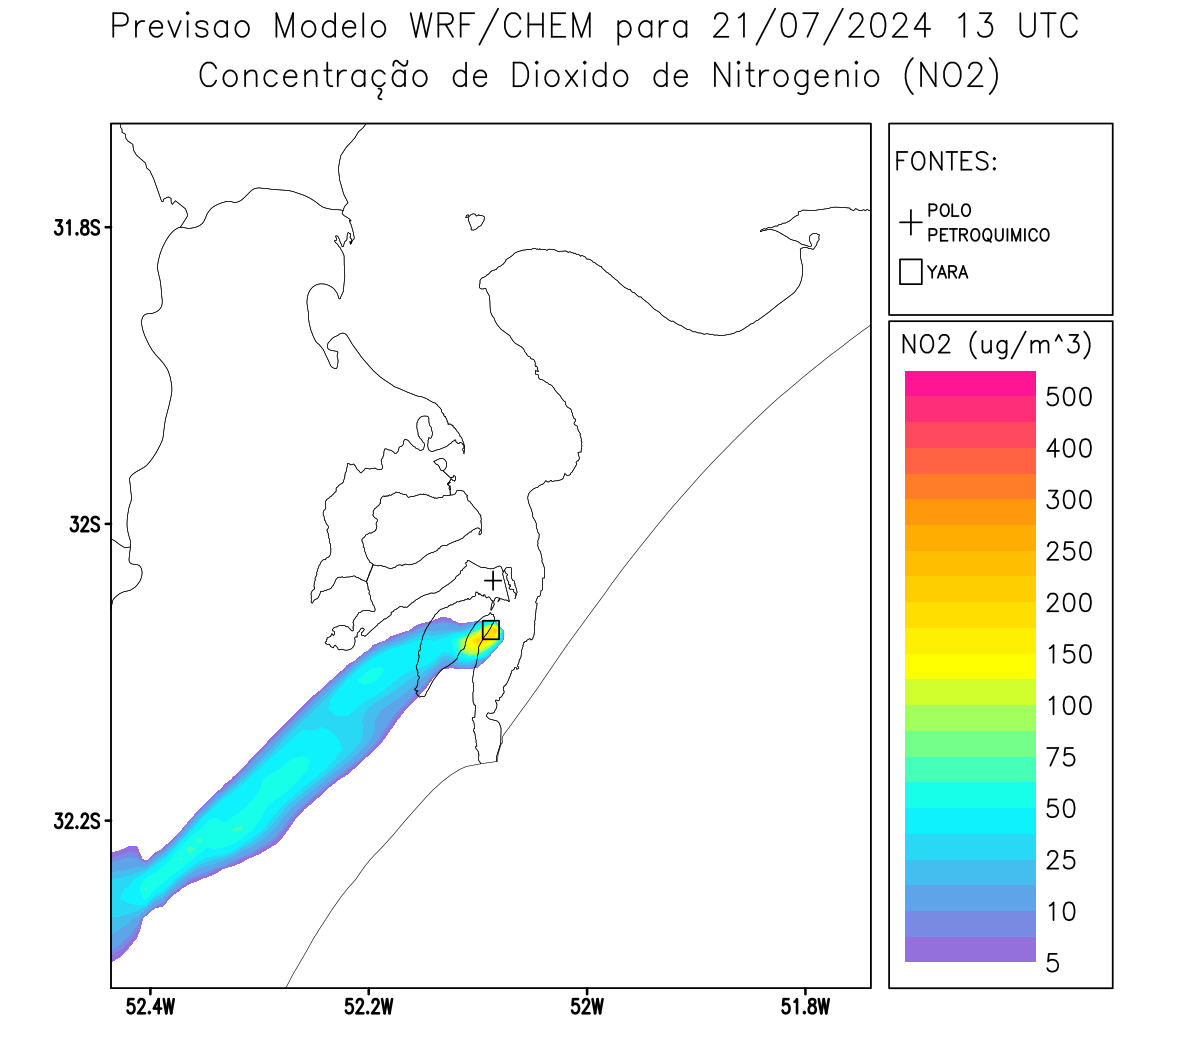 Previsao Modelo WRF/CHEM para 21/07/2024 13 UTC
Concentração de Dioxido de Nitrogenio (NO2)
FONTES:
POLO
PETROQUIMICO
YARA
NO2 (ug/m^3)
500
400
300
250
200
150
100
75
50
25
10
5
31.8S
32S
32.2S
52.4W
52.2W
52W
51.8W